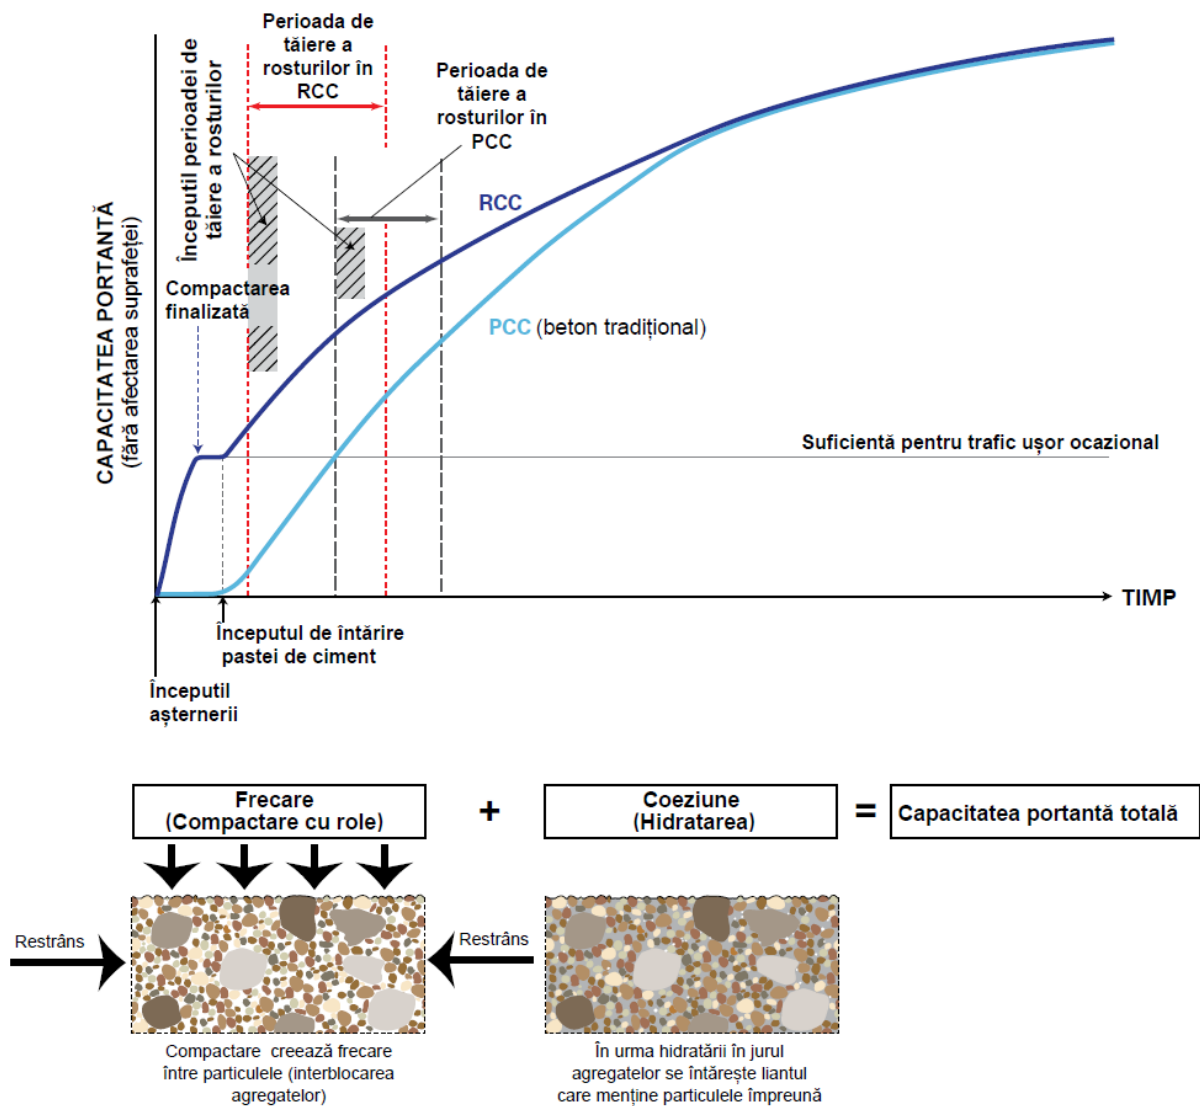 Perioada de
tăiere a
rosturilor în
RCC
Începutil perioadei de
tăiere a rosturilor
Perioada de
tăiere a
rosturilor în
PCC
RCC
CAPACITATEA PORTANTĂ
(fără afectarea suprafeței)
Compactarea
finalizată
PCC (beton tradițional)
Suficientă pentru trafic ușor ocazional
TIMP
Începutul de întărire
pastei de ciment
Începutil
așternerii
Frecare
(Compactare cu role)
+
Coeziune
(Hidratarea)
=
Capacitatea portantă totală
Restrâns
Restrâns
Compactare creează frecare
între particulele (interblocarea
agregatelor)
În urma hidratării în jurul
agregatelor se întărește liantul
care menține particulele împreună